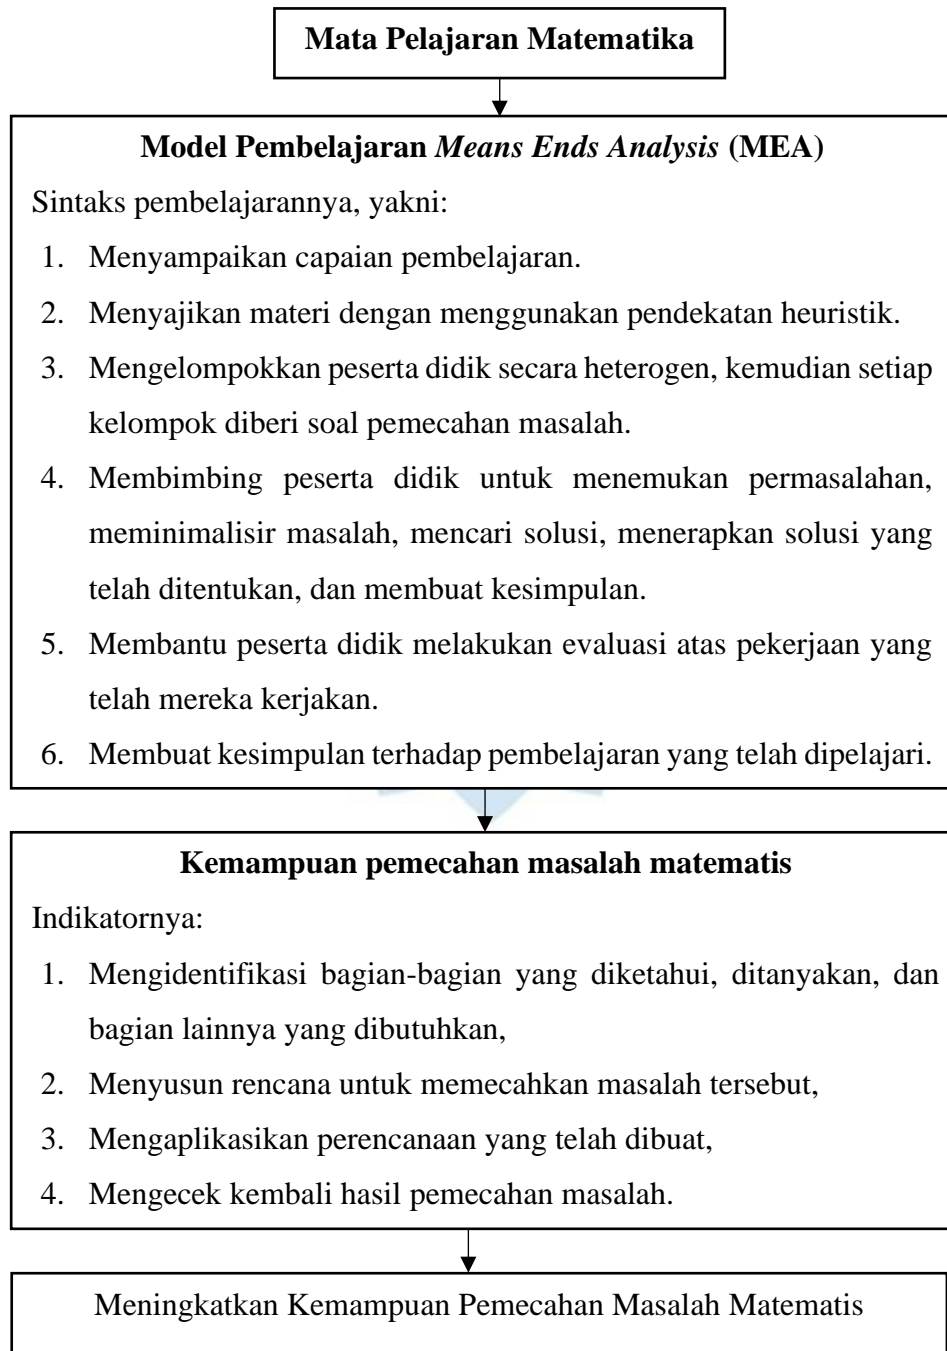 Mata Pelajaran Matematika
Model Pembelajaran Means Ends Analysis (MEA)
Sintaks pembelajarannya, yakni:
1. Menyampaikan capaian pembelajaran.
2. Menyajikan materi dengan menggunakan pendekatan heuristik.
3. Mengelompokkan peserta didik secara heterogen, kemudian setiap
kelompok diberi soal pemecahan masalah.
4. Membimbing peserta didik untuk menemukan permasalahan,
meminimalisir masalah, mencari solusi, menerapkan solusi yang
telah ditentukan, dan membuat kesimpulan.
5. Membantu peserta didik melakukan evaluasi atas pekerjaan yang
telah mereka kerjakan.
6. Membuat kesimpulan terhadap pembelajaran yang telah dipelajari.
Kemampuan pemecahan masalah matematis
Indikatornya:
1. Mengidentifikasi bagian-bagian yang diketahui, ditanyakan, dan
bagian lainnya yang dibutuhkan,
2. Menyusun rencana untuk memecahkan masalah tersebut,
3. Mengaplikasikan perencanaan yang telah dibuat,
4. Mengecek kembali hasil pemecahan masalah.
Meningkatkan Kemampuan Pemecahan Masalah Matematis